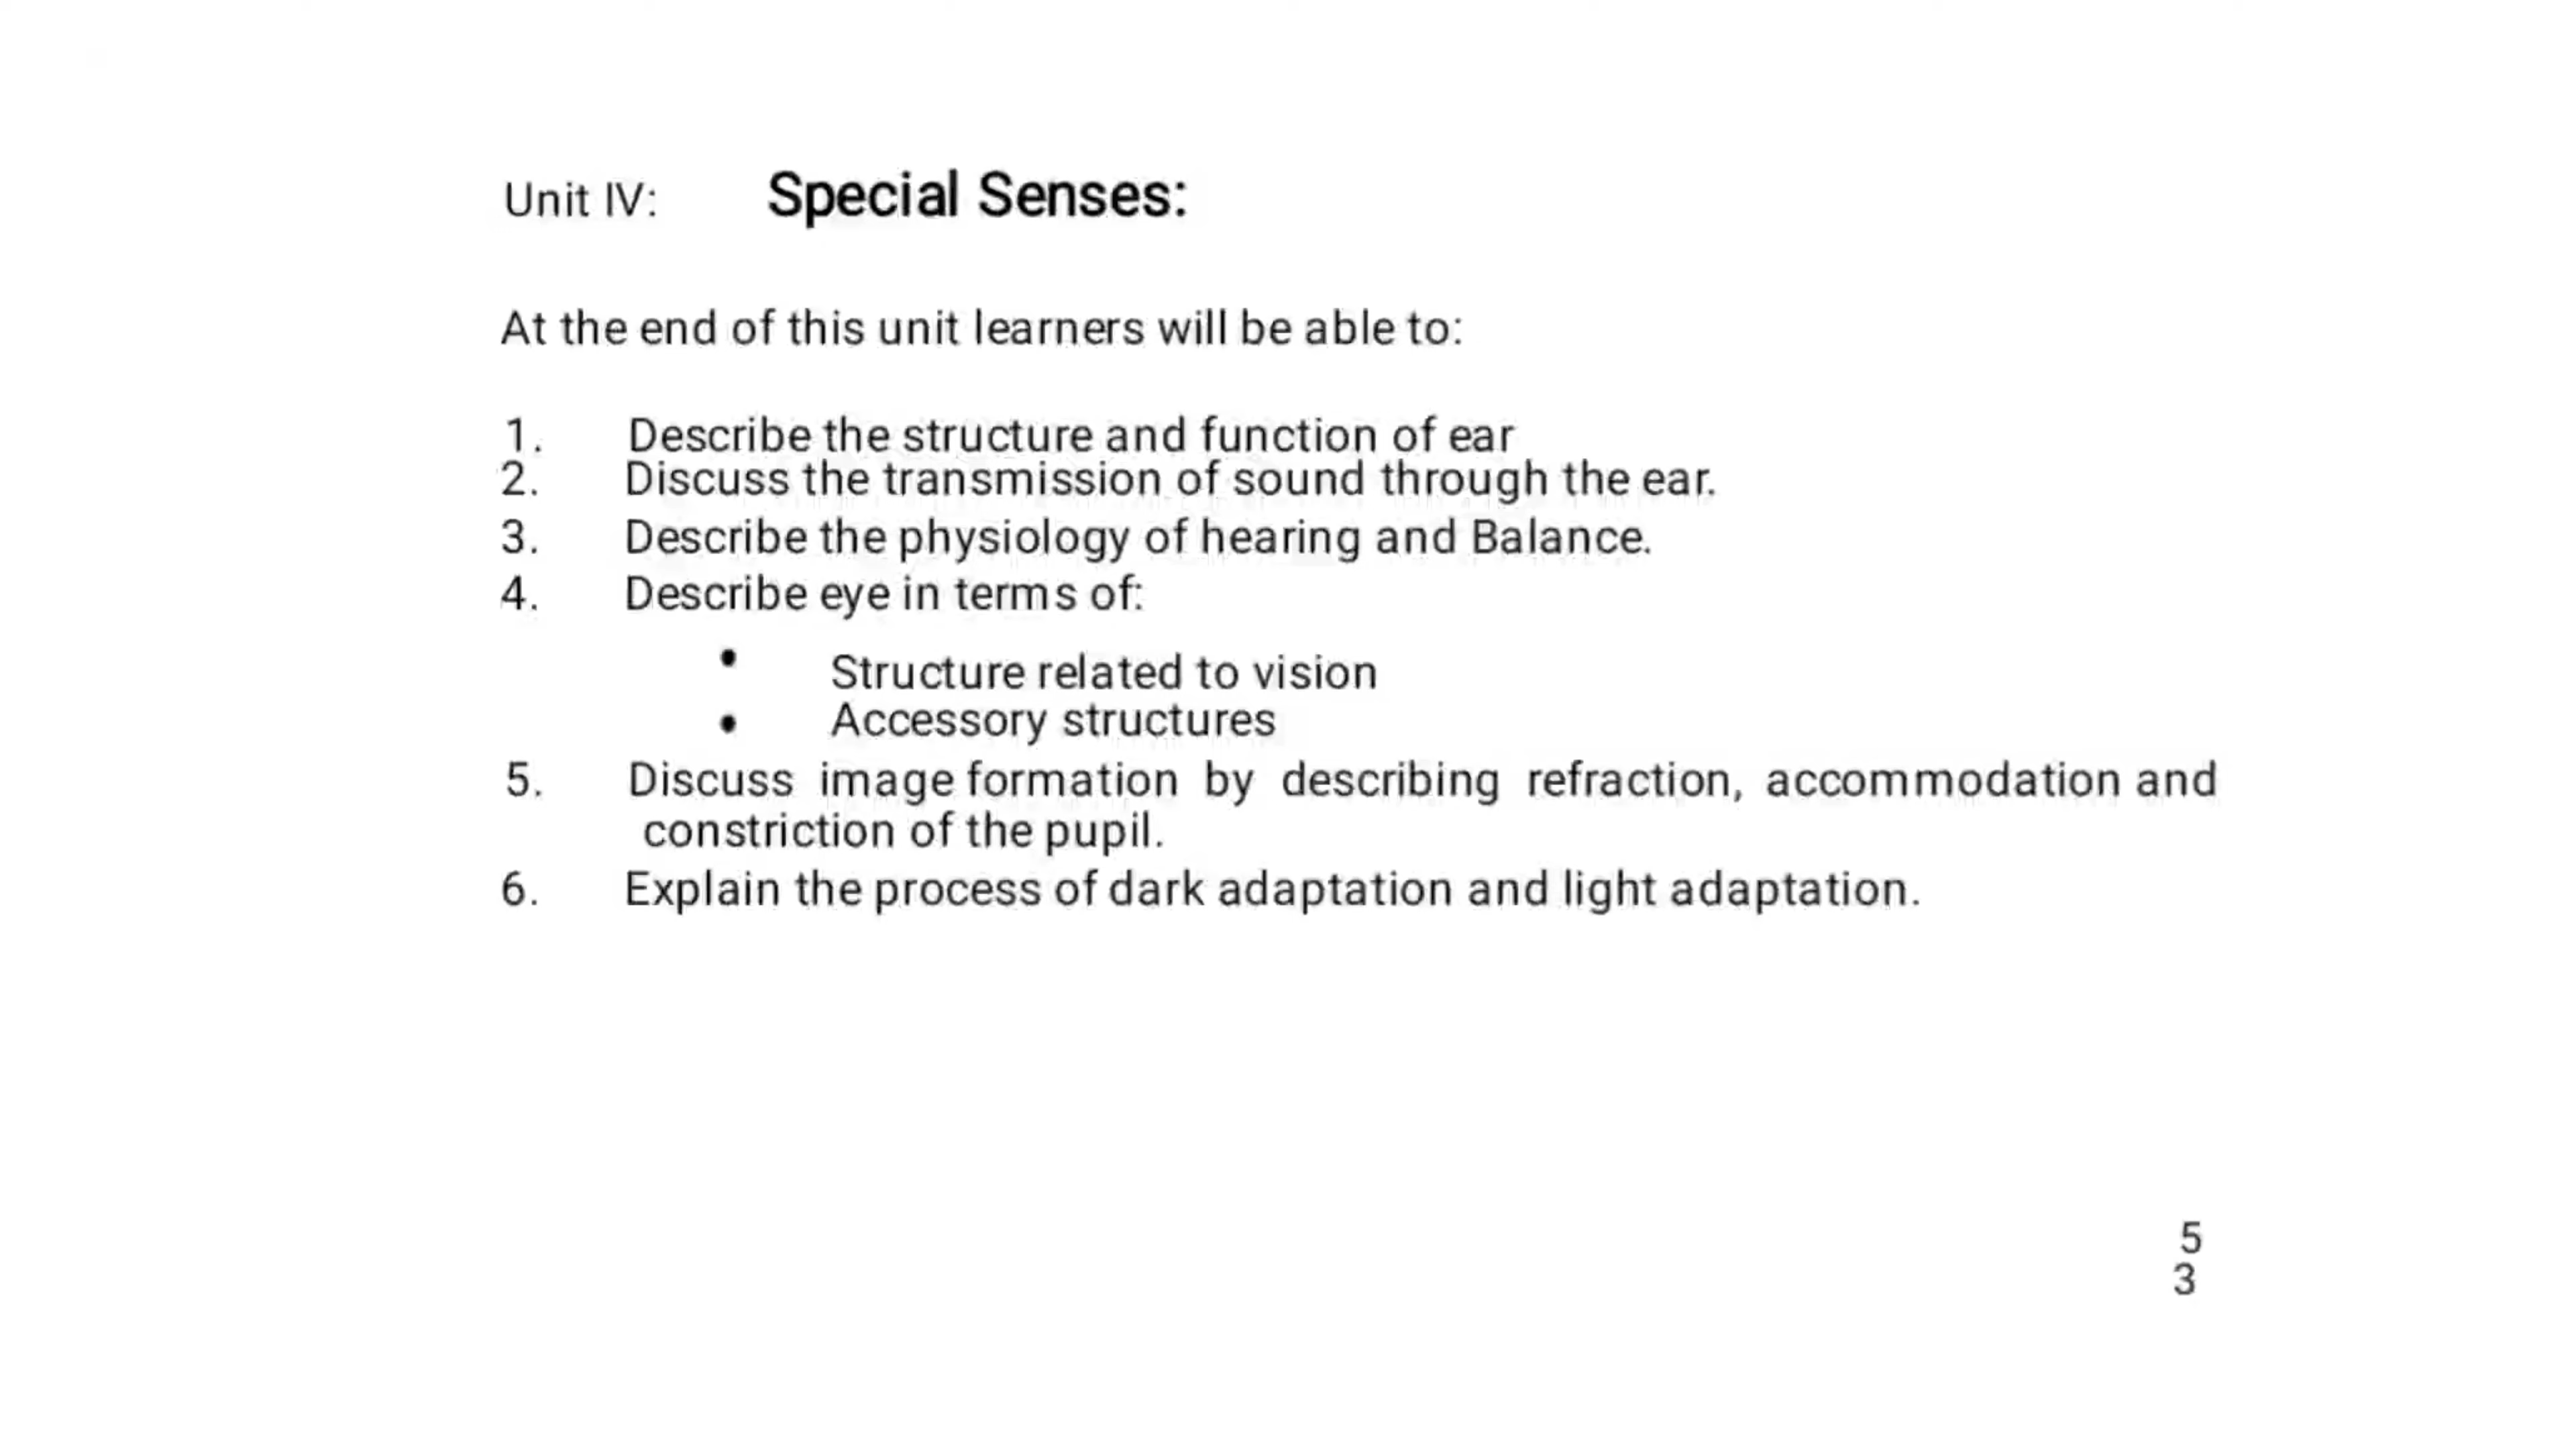 Unit IV: Special Senses:
At the end of this unit learners will be able to:
1. Describe the structure and function of ear
2. Discuss the transmission of sound through the ear.
3. Describe the physiology of hearing and Balance.
4. Describe eye in terms of:
• Structure related to vision
• Accessory structures
5. Discuss image formation by describing refraction, accommodation and
constriction of the pupil.
6. Explain the process of dark adaptation and light adaptation.
5
3